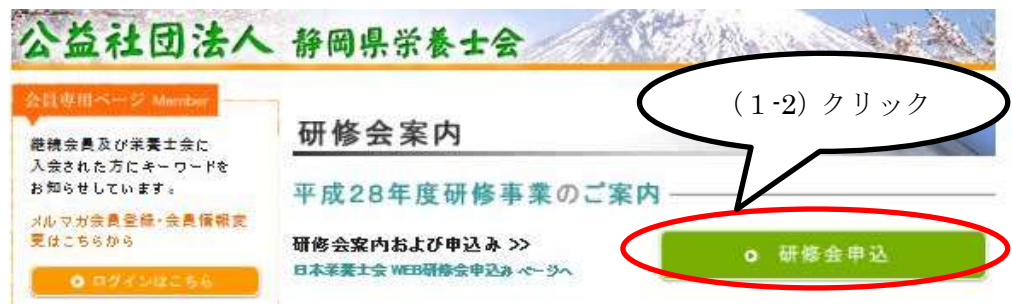 公益社団法人 静岡県栄養士会
会員専用ページ Member
継続会員及び栄養士会に
入会された方にキーワードを
お知らせしています。
メルマガ会員登録・会員情報変
更はこちらから
ログインはこちら
研修会案内
平成28年度研修事業のご案内
研修会案内および申込み >>
日本栄養士会 WEB研修会申込み ページへ
(1-2) クリック
研修会申込